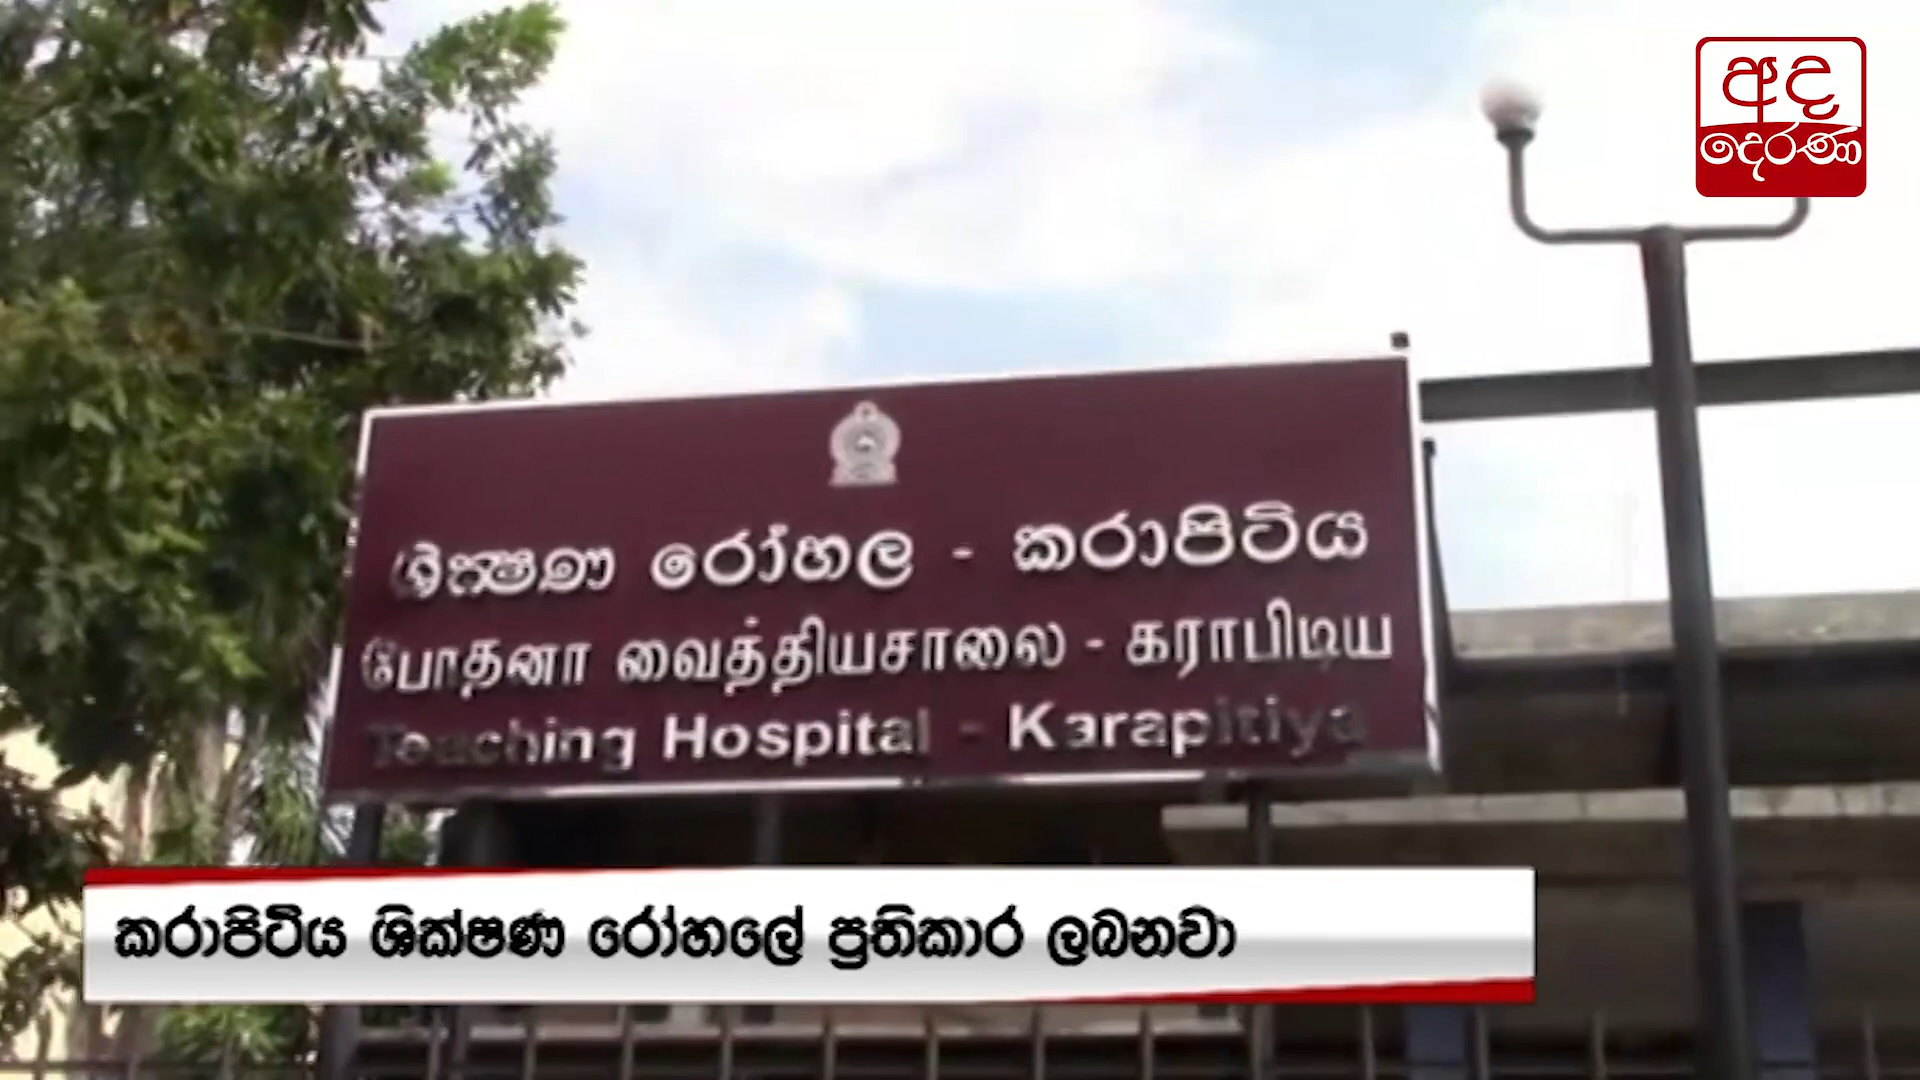 අද
දෙරණ
ශික්ෂණ රෝහල - කරාපිටිය
போதனா வைத்தியசாலை - கராபிடிய
Teaching Hospital - Karapitiya
කරාපිටිය ශික්ෂණ රෝහලේ ප්‍රතිකාර ලබනවා